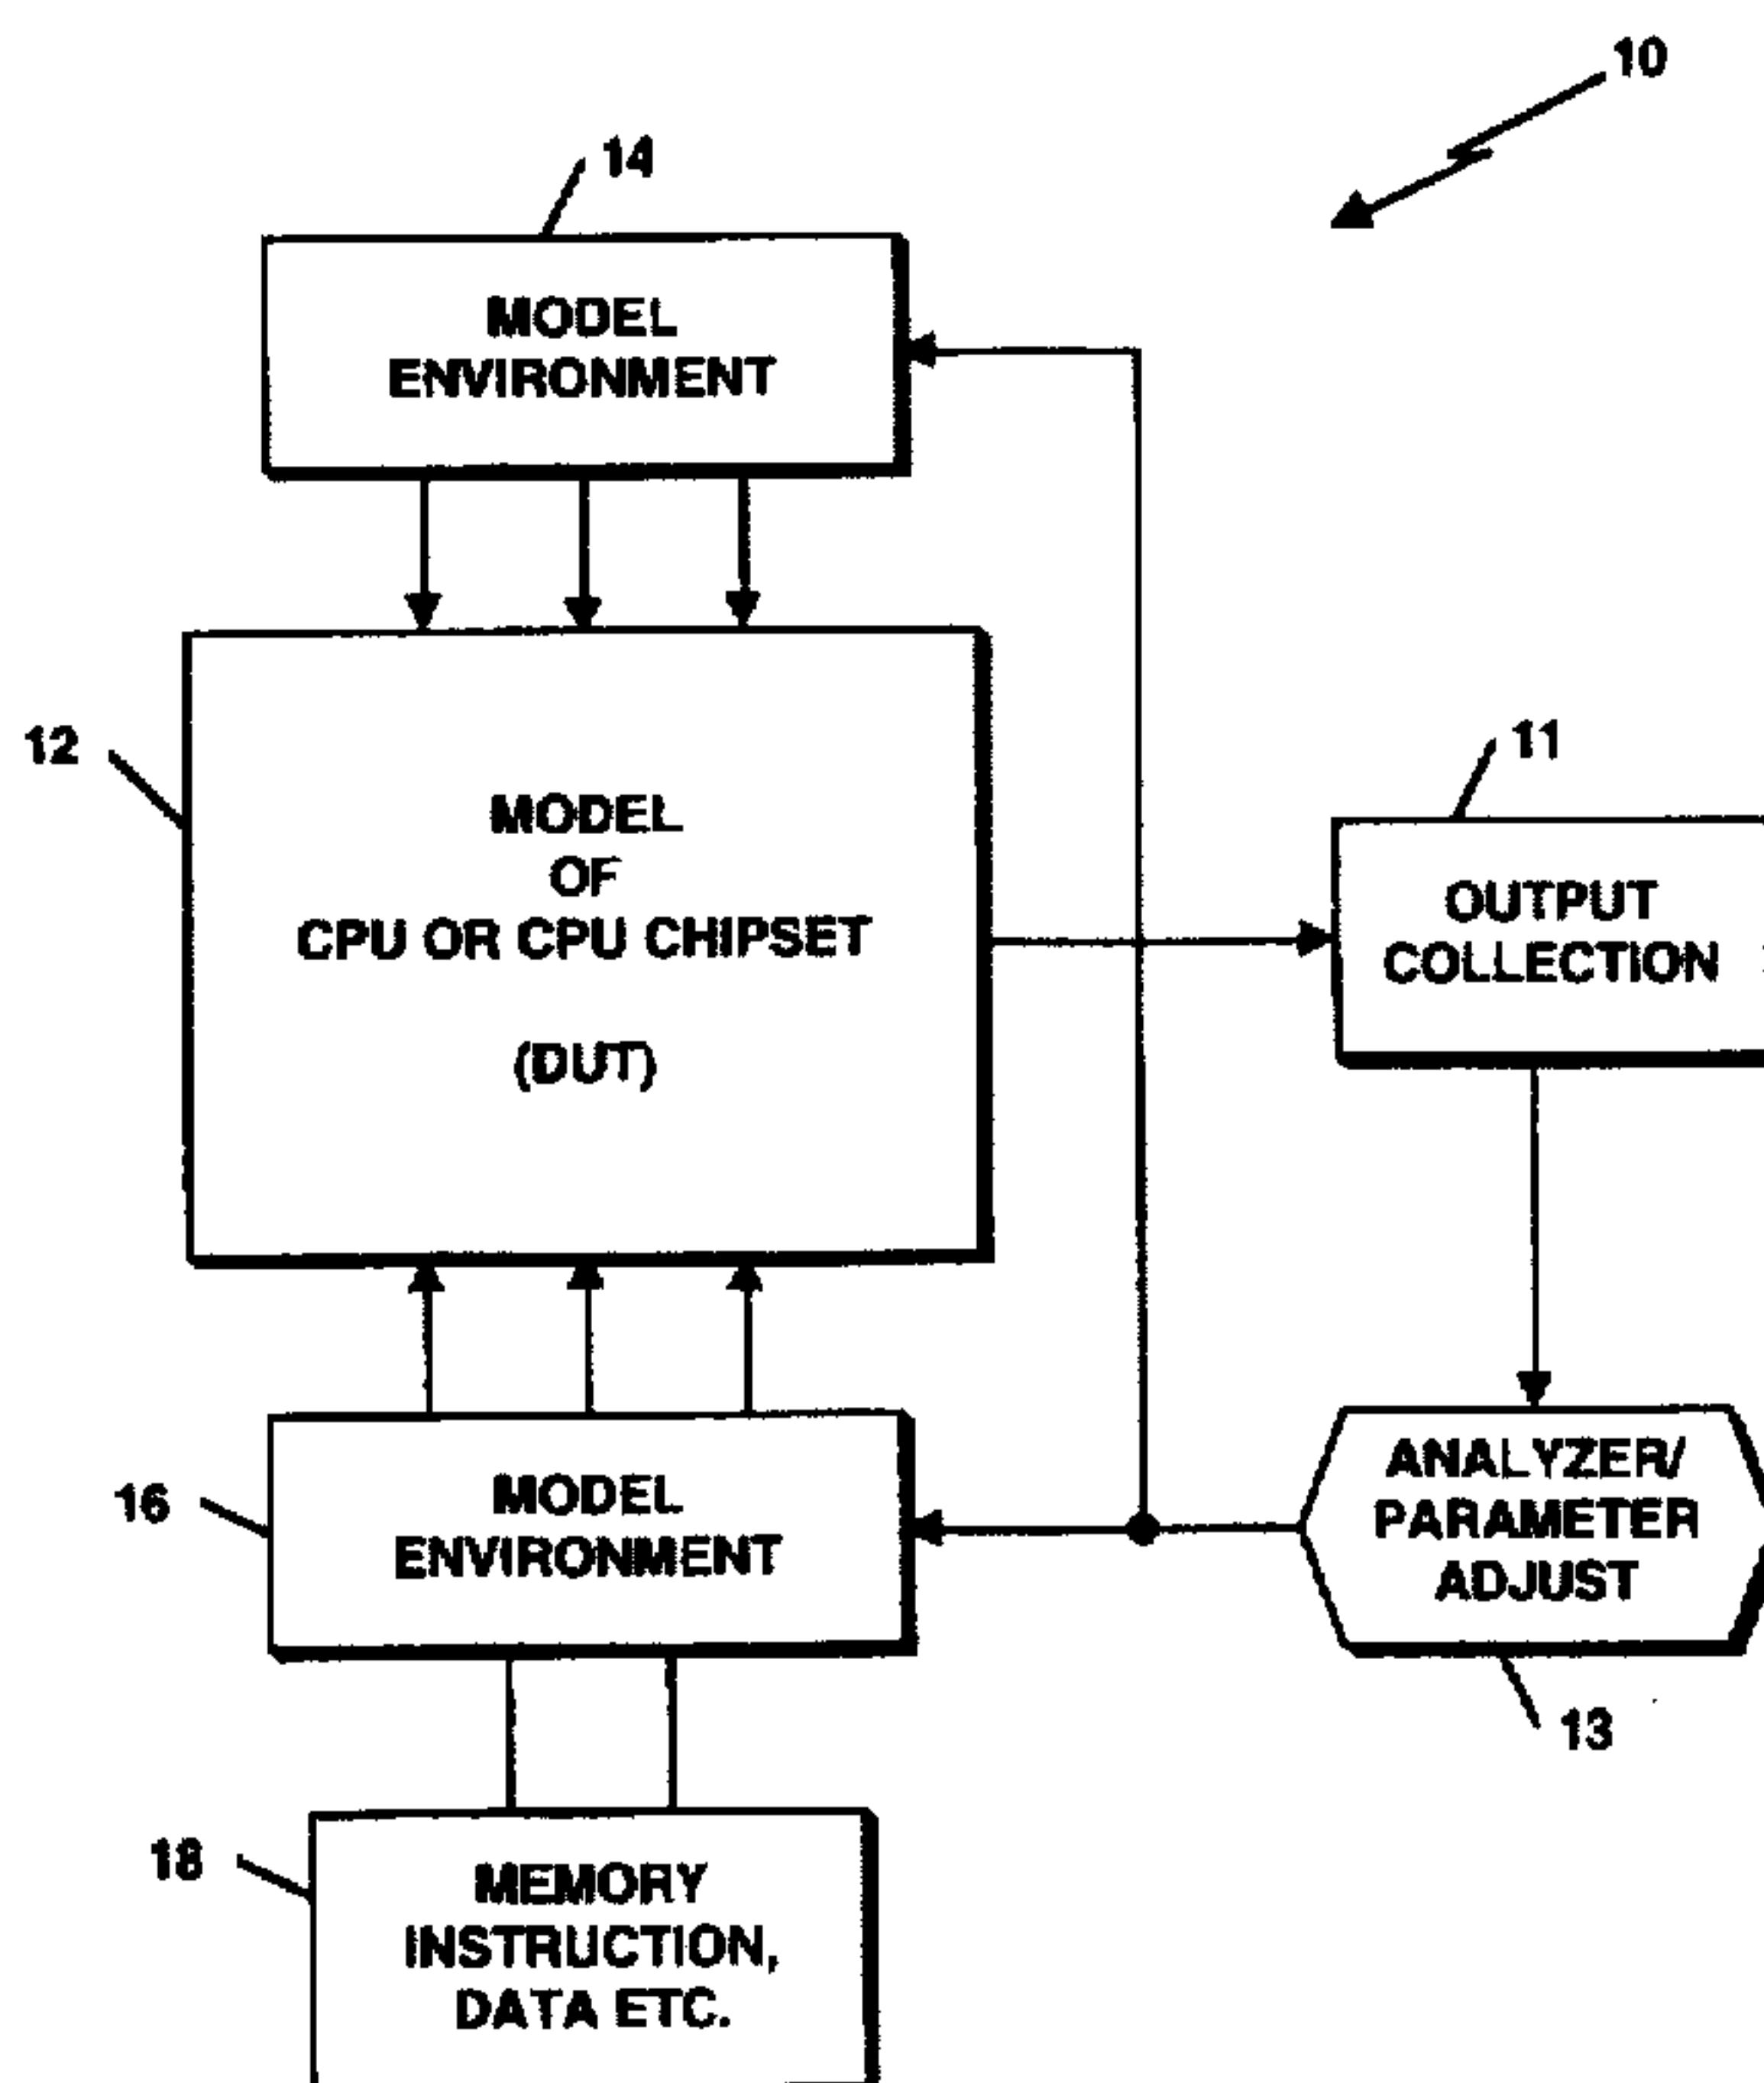 10
14
MODEL
ENVIRONMENT
12
MODEL
OF
CPU OR CPU CHIPSET
(DUT)
11
OUTPUT
COLLECTION
16
MODEL
ENVIRONMENT
ANALYZER/
PARAMETER
ADJUST
13
18
MEMORY
INSTRUCTION,
DATA ETC.